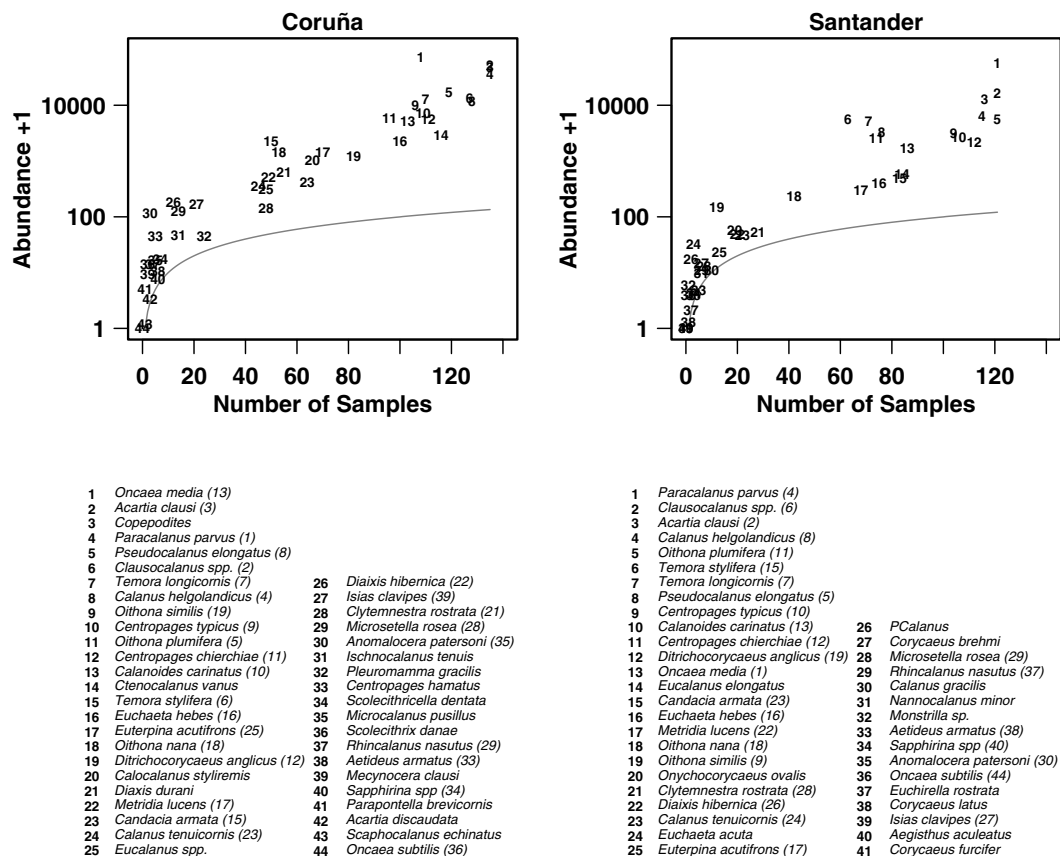 Coruña
Santander
Abundance +1
10000
100
1
0 20 40 60 80 120
Number of Samples
Abundance +1
10000
100
1
0 20 40 60 80 120
Number of Samples
1 Oncaea media (13)
2 Acartia clausi (3)
3 Copepodites
4 Paracalanus parvus (1)
5 Pseudocalanus elongatus (8)
6 Clausocalanus spp. (2)
7 Temora longicornis (7)
8 Calanus helgolandicus (4)
9 Oithona similis (19)
10 Centropages typicus (9)
11 Oithona plumifera (5)
12 Centropages chierchiae (11)
13 Calanoides carinatus (10)
14 Ctenocalanus vanus
15 Temora stylifera (6)
16 Euchaeta hebes (16)
17 Euterpina acutifrons (25)
18 Oithona nana (18)
19 Ditrichocorycaeus anglicus (12)
20 Calocalanus styliremis
21 Diaxis durani
22 Metridia lucens (17)
23 Candacia armata (15)
24 Calanus tenuicornis (23)
25 Eucalanus spp.
26 Diaixis hibernica (22)
27 Isias clavipes (39)
28 Clytemnestra rostrata (21)
29 Microsetella rosea (28)
30 Anomalocera patersoni (35)
31 Ischnocalanus tenuis
32 Pleuromamma gracilis
33 Centropages hamatus
34 Scolecithricella dentata
35 Microcalanus pusillus
36 Scolecithrix danae
37 Rhincalanus nasutus (29)
38 Aetideus armatus (33)
39 Mecynocera clausi
40 Sapphirina spp (34)
41 Parapontella brevicornis
42 Acartia discaudata
43 Scaphocalanus echinatus
44 Oncaea subtilis (36)
1 Paracalanus parvus (4)
2 Clausocalanus spp. (6)
3 Acartia clausi (2)
4 Calanus helgolandicus (8)
5 Oithona plumifera (11)
6 Temora stylifera (15)
7 Temora longicornis (7)
8 Pseudocalanus elongatus (5)
9 Centropages typicus (10)
10 Calanoides carinatus (13)
11 Centropages chierchiae (12)
12 Ditrichocorycaeus anglicus (19)
13 Oncaea media (1)
14 Eucalanus elongatus
15 Candacia armata (23)
16 Euchaeta hebes (16)
17 Metridia lucens (22)
18 Oithona nana (18)
19 Oithona similis (9)
20 Onychocorycaeus ovalis
21 Clytemnestra rostrata (28)
22 Diaixis hibernica (26)
23 Calanus tenuicornis (24)
24 Euchaeta acuta
25 Euterpina acutifrons (17)
26 PCalanus
27 Corycaeus brehmi
28 Microsetella rosea (29)
29 Rhincalanus nasutus (37)
30 Calanus gracilis
31 Nannocalanus minor
32 Monstrilla sp.
33 Aetideus armatus (38)
34 Sapphirina spp (40)
35 Anomalocera patersoni (30)
36 Oncaea subtilis (44)
37 Euchirella rostrata
38 Corycaeus latus
39 Isias clavipes (27)
40 Aegisthus aculeatus
41 Corycaeus furcifer